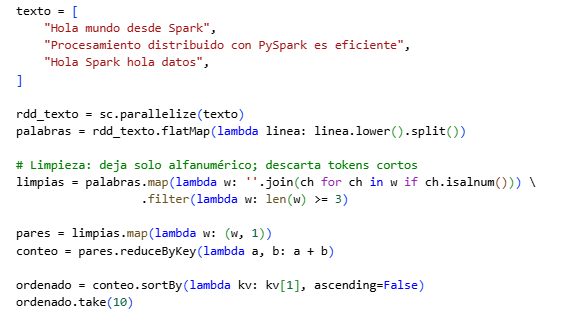 texto = [
    "Hola mundo desde Spark",
    "Procesamiento distribuido con PySpark es eficiente",
    "Hola Spark hola datos",
]

rdd_texto = sc.parallelize(texto)
palabras = rdd_texto.flatMap(lambda linea: linea.lower().split())

# Limpieza: deja solo alfanumérico; descarta tokens cortos
limpias = palabras.map(lambda w: ''.join(ch for ch in w if ch.isalnum())) \
                  .filter(lambda w: len(w) >= 3)

pares = limpias.map(lambda w: (w, 1))
conteo = pares.reduceByKey(lambda a, b: a + b)

ordenado = conteo.sortBy(lambda kv: kv[1], ascending=False)
ordenado.take(10)